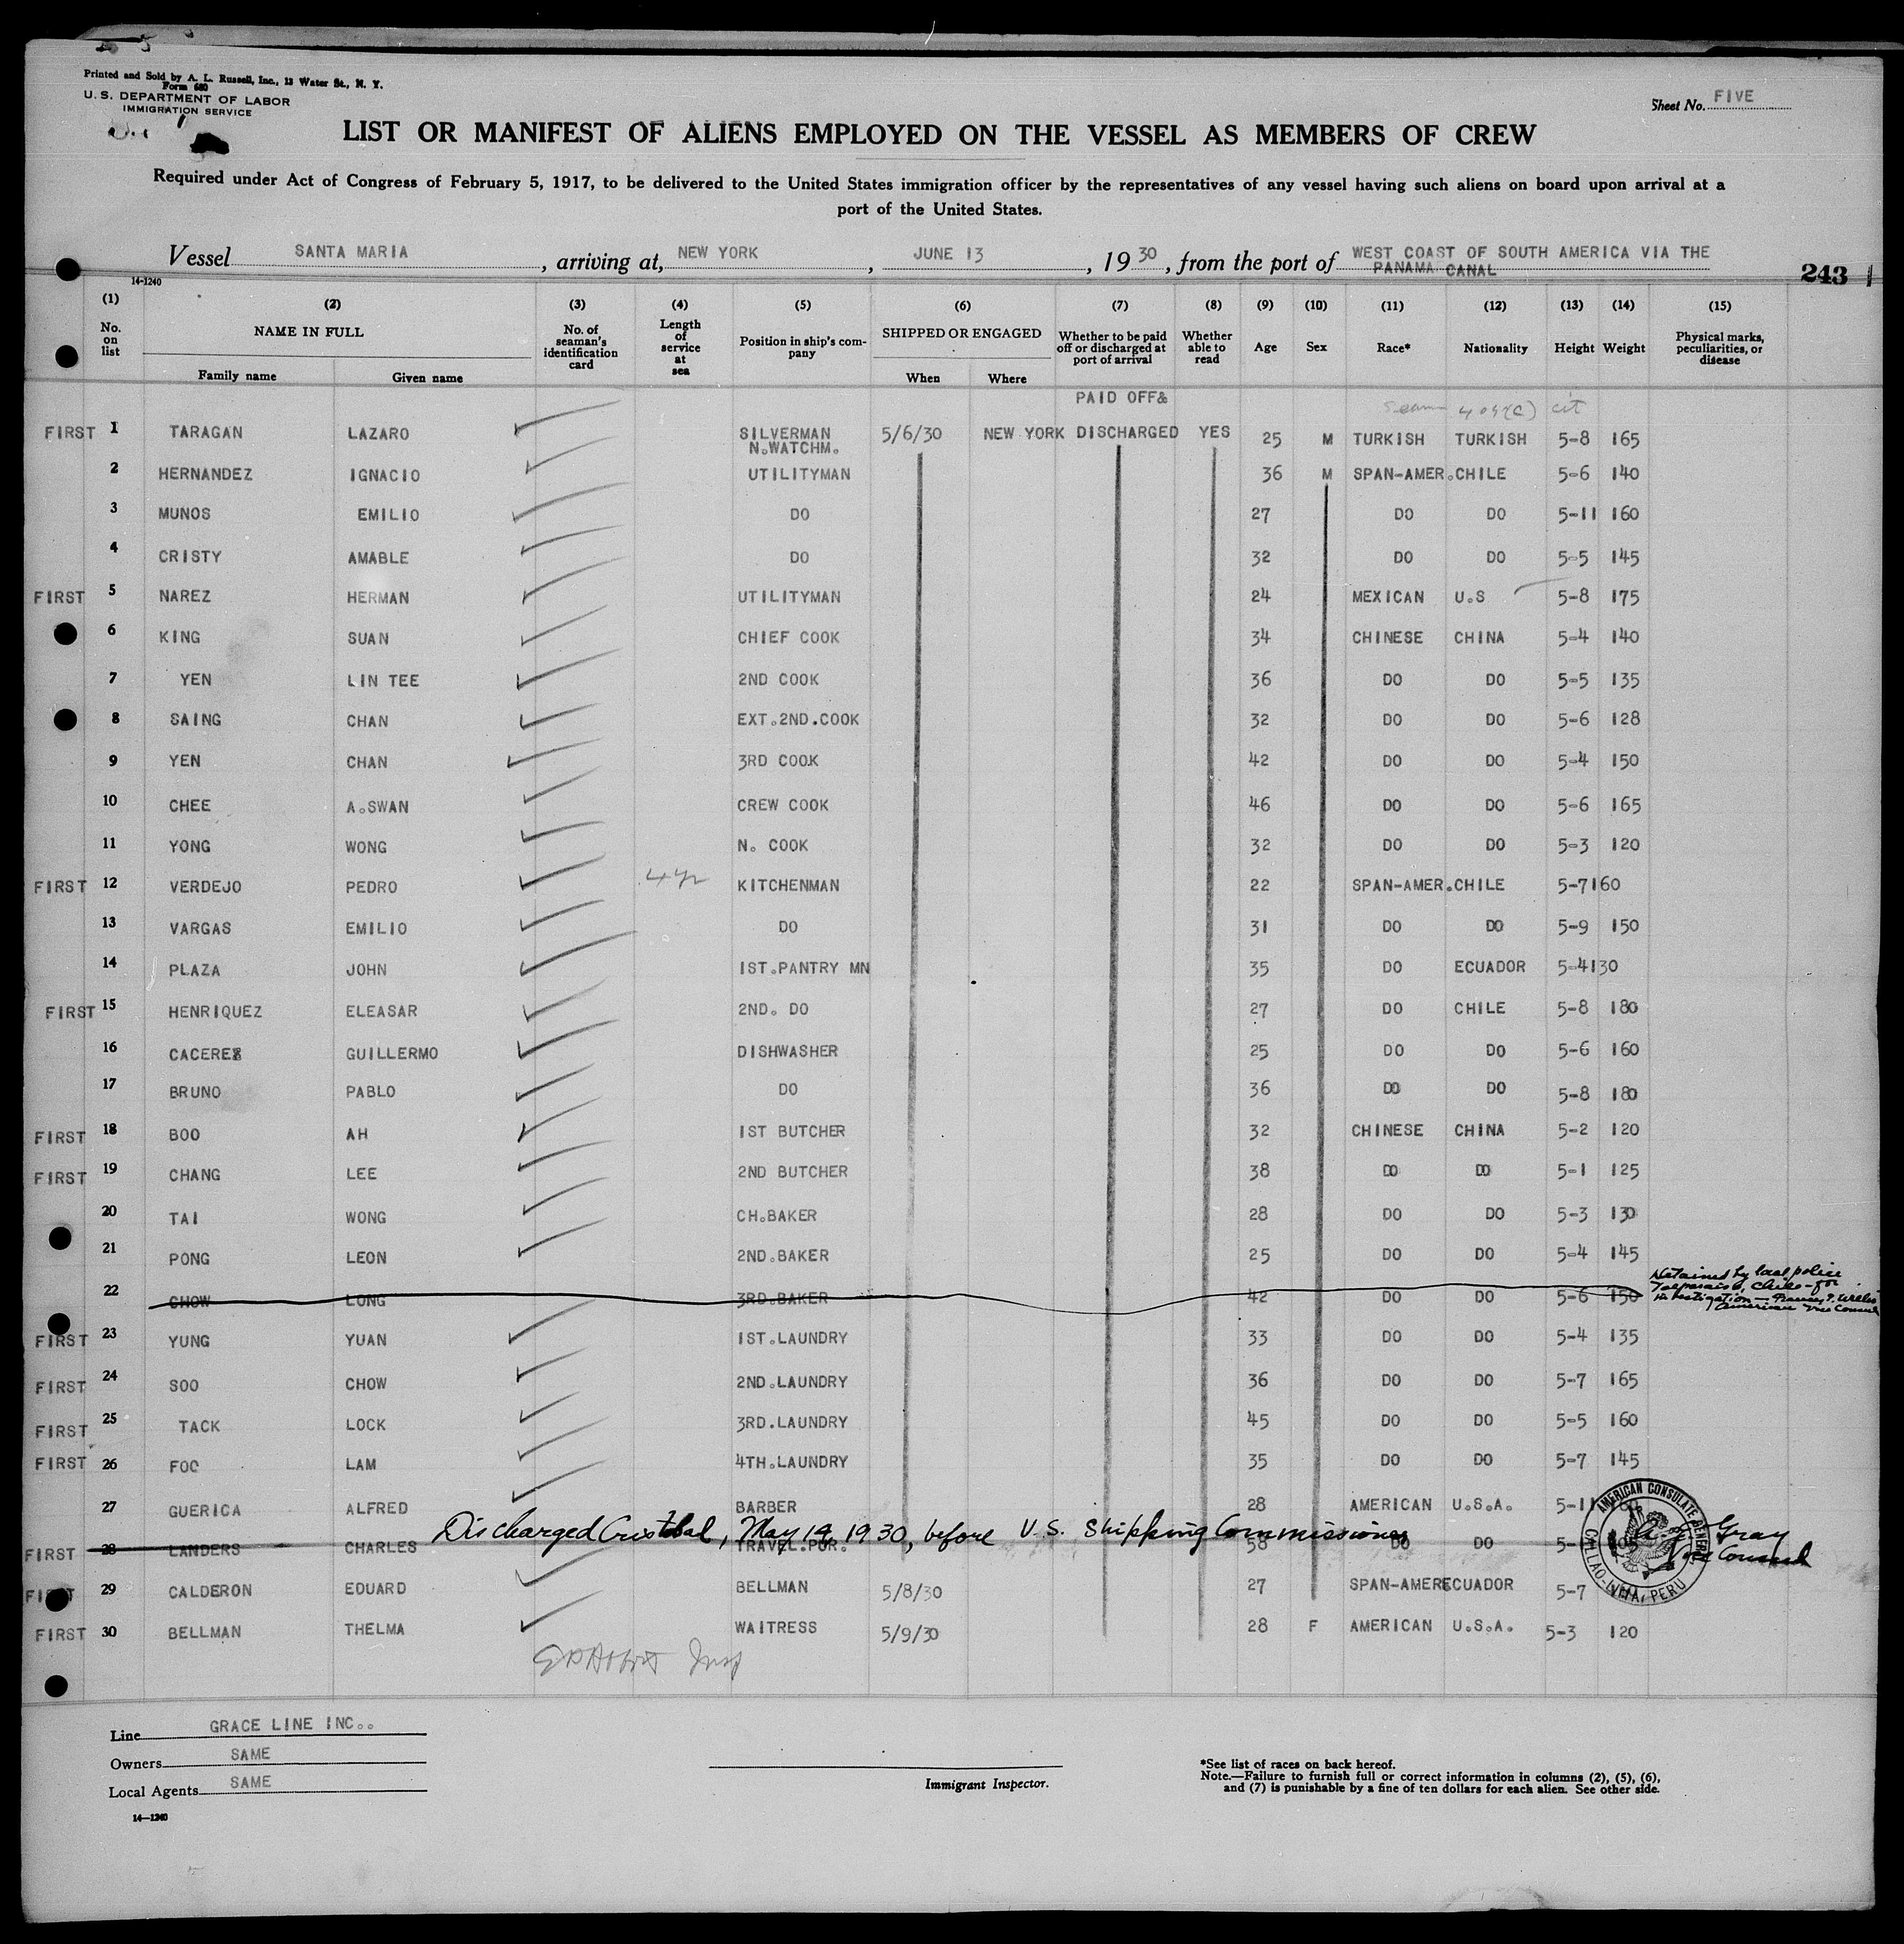 Printed and Sold by A. L. Russell, Inc., 13 Water St., N. Y.
Form 680
U. S. DEPARTMENT OF LABOR
IMMIGRATION SERVICE
Sheet No. FIVE
LIST OR MANIFEST OF ALIENS EMPLOYED ON THE VESSEL AS MEMBERS OF CREW
Required under Act of Congress of February 5, 1917, to be delivered to the United States immigration officer by the representatives of any vessel having such aliens on board upon arrival at a
port of the United States.
Vessel SANTA MARIA, arriving at, NEW YORK, JUNE 13, 1930, from the port of WEST COAST OF SOUTH AMERICA VIA THE
PANAMA CANAL
243
14-1240
(1) (2) (3) (4) (5) (6) (7) (8) (9) (10) (11) (12) (13) (14) (15)
No. on list NAME IN FULL Family name Given name No. of seaman's identification card Length of service at sea Position in ship's company SHIPPED OR ENGAGED When Where Whether to be paid off or discharged at port of arrival Whether able to read Age Sex Race* Nationality Height Weight Physical marks, peculiarities, or disease
PAID OFF&
FIRST 1 TARAGAN LAZARO SILVERMAN 5/6/30 NEW YORK DISCHARGED YES 25 M TURKISH TURKISH 5-8 165
N.WATCHM.
2 HERNANDEZ IGNACIO UTILITYMAN 36 M SPAN-AMER.CHILE 5-6 140
3 MUNOS EMILIO DO 27 DO DO 5-11 160
4 CRISTY AMABLE DO 32 DO DO 5-5 145
FIRST 5 NAREZ HERMAN UTILITYMAN 24 MEXICAN U.S 5-8 175
6 KING SUAN CHIEF COOK 34 CHINESE CHINA 5-4 140
7 YEN LIN TEE 2ND COOK 36 DO DO 5-5 135
8 SAING CHAN EXT.2ND.COOK 32 DO DO 5-6 128
9 YEN CHAN 3RD COOK 42 DO DO 5-4 150
10 CHEE A.SWAN CREW COOK 46 DO DO 5-6 165
11 YONG WONG N. COOK 32 DO DO 5-3 120
FIRST 12 VERDEJO PEDRO KITCHENMAN 22 SPAN-AMER.CHILE 5-7160
13 VARGAS EMILIO DO 31 DO DO 5-9 150
14 PLAZA JOHN 1ST.PANTRY MN 35 DO ECUADOR 5-4130
FIRST 15 HENRIQUEZ ELEASAR 2ND. DO 27 DO CHILE 5-8 180
16 CACEREZ GUILLERMO DISHWASHER 25 DO DO 5-6 160
17 BRUNO PABLO DO 36 DO DO 5-8 180
FIRST 18 BOO AH 1ST BUTCHER 32 CHINESE CHINA 5-2 120
FIRST 19 CHANG LEE 2ND BUTCHER 38 DO DO 5-1 125
20 TAI WONG CH.BAKER 28 DO DO 5-3 130
21 PONG LEON 2ND.BAKER 25 DO DO 5-4 145
22 CHOW LONG 3RD.BAKER 42 DO DO 5-6 150
Detained by local police
Valparaiso, Chile - for
investigation
American Vice Consul
FIRST 23 YUNG YUAN 1ST.LAUNDRY 33 DO DO 5-4 135
FIRST 24 SOO CHOW 2ND.LAUNDRY 36 DO DO 5-7 165
FIRST 25 TACK LOCK 3RD.LAUNDRY 45 DO DO 5-5 160
FIRST 26 FOO LAM 4TH.LAUNDRY 35 DO DO 5-7 145
27 GUERICA ALFRED BARBER 28 AMERICAN U.S.A. 5-11
Discharged Cristobal, May 14, 1930, before U.S. Shipping Commissioner
Gray
Vice Consul
FIRST 28 LANDERS CHARLES TRAVEL.PUR. 58 DO DO
AMERICAN CONSULATE GENERAL
CALLAO-LIMA, PERU
FIRST 29 CALDERON EDUARD BELLMAN 5/8/30 27 SPAN-AMER ECUADOR 5-7
FIRST 30 BELLMAN THELMA WAITRESS 5/9/30 28 F AMERICAN U.S.A. 5-3 120
Line GRACE LINE INC..
Owners SAME
Local Agents SAME
14-1240
Immigrant Inspector.
*See list of races on back hereof.
Note.—Failure to furnish full or correct information in columns (2), (5), (6),
and (7) is punishable by a fine of ten dollars for each alien. See other side.